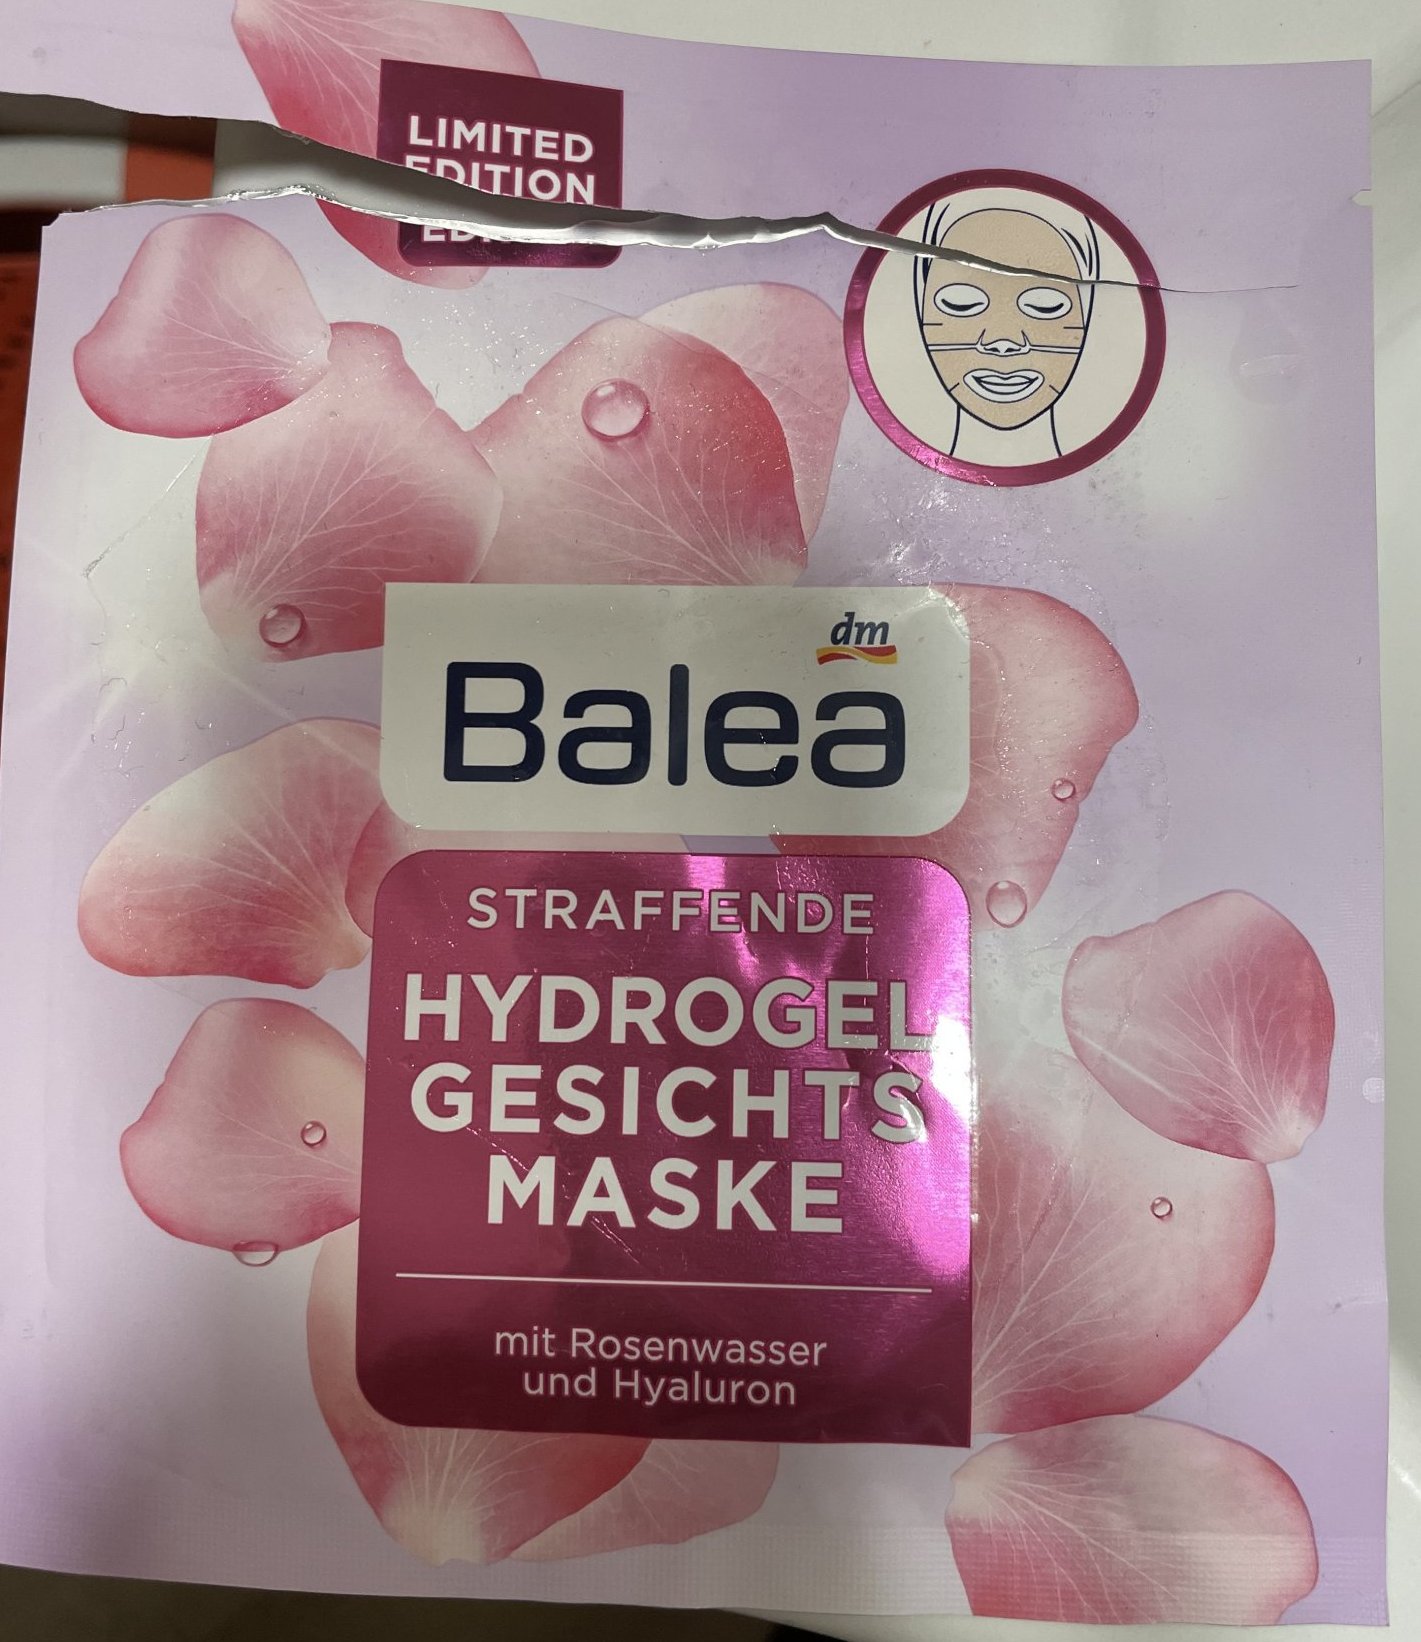 LIMITED
EDITION
dm
Balea
STRAFFENDE
HYDROGEL
GESICHTS
MASKE
mit Rosenwasser
und Hyaluron